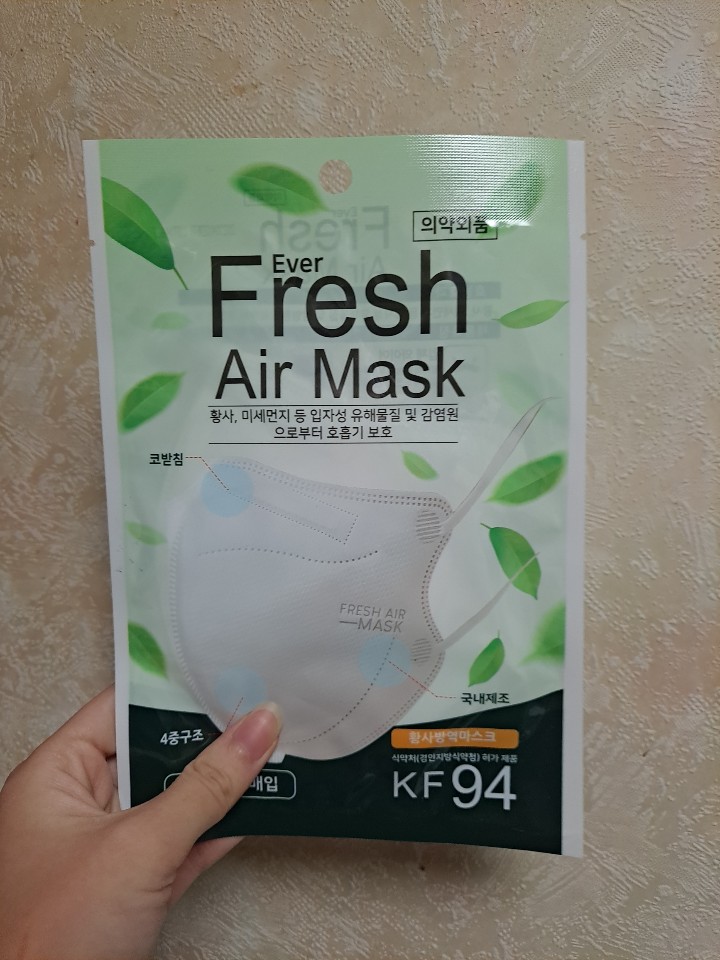 의약외품
Ever
Fresh
Air Mask
황사, 미세먼지 등 입자성 유해물질 및 감염원
으로부터 호흡기 보호
코받침
FRESH AIR
MASK
국내제조
4중구조
황사방역마스크
식약처(경인지방식약청) 허가 제품
매입
KF94